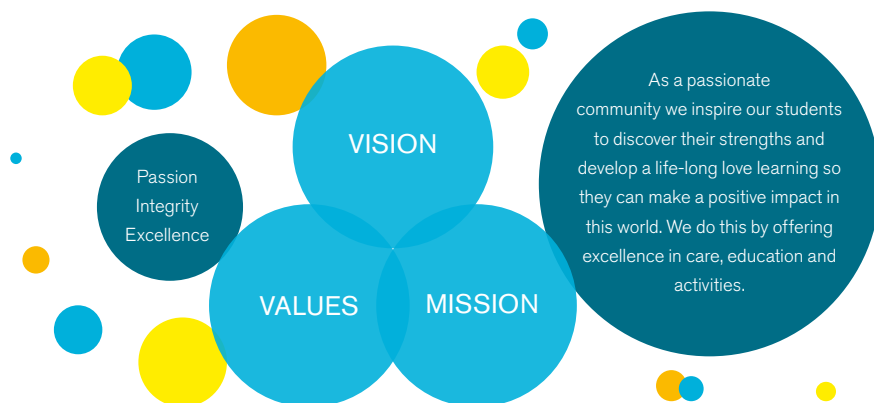 VISION
Passion
Integrity
Excellence
VALUES
MISSION
As a passionate
community we inspire our students
to discover their strengths and
develop a life-long love learning so
they can make a positive impact in
this world. We do this by offering
excellence in care, education and
activities.